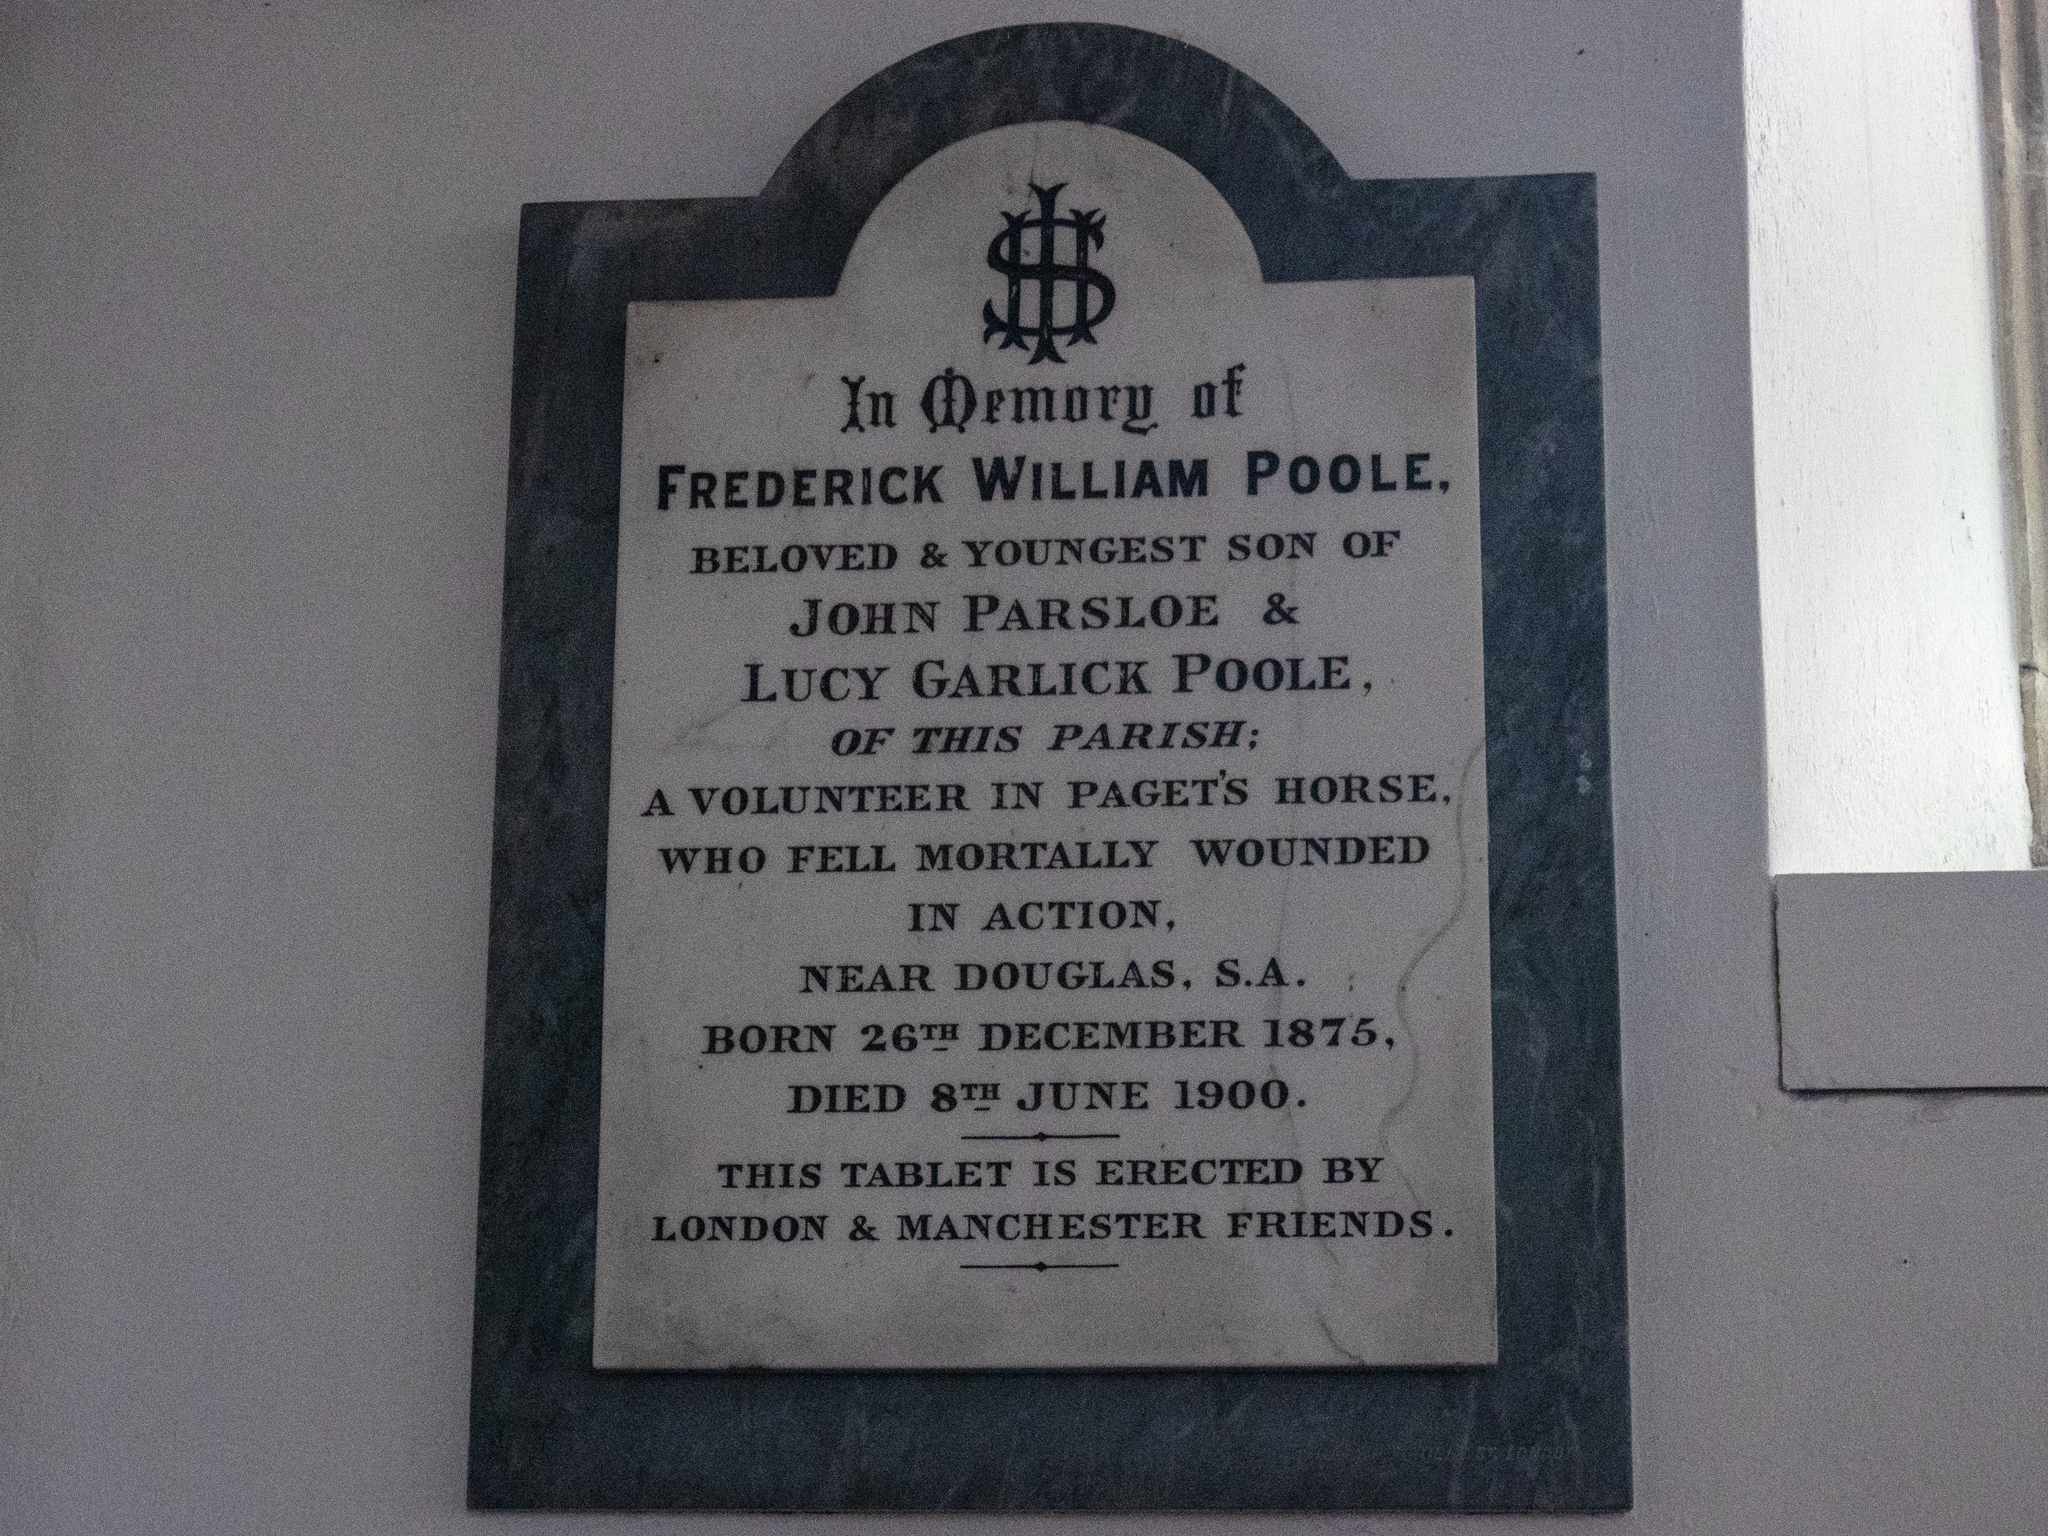 IHS
In Memory of
FREDERICK WILLIAM POOLE,
BELOVED & YOUNGEST SON OF
JOHN PARSLOE &
LUCY GARLICK POOLE,
OF THIS PARISH;
A VOLUNTEER IN PAGET'S HORSE,
WHO FELL MORTALLY WOUNDED
IN ACTION,
NEAR DOUGLAS, S.A.
BORN 26TH DECEMBER 1875,
DIED 8TH JUNE 1900.
THIS TABLET IS ERECTED BY
LONDON & MANCHESTER FRIENDS.
ST. LONDON